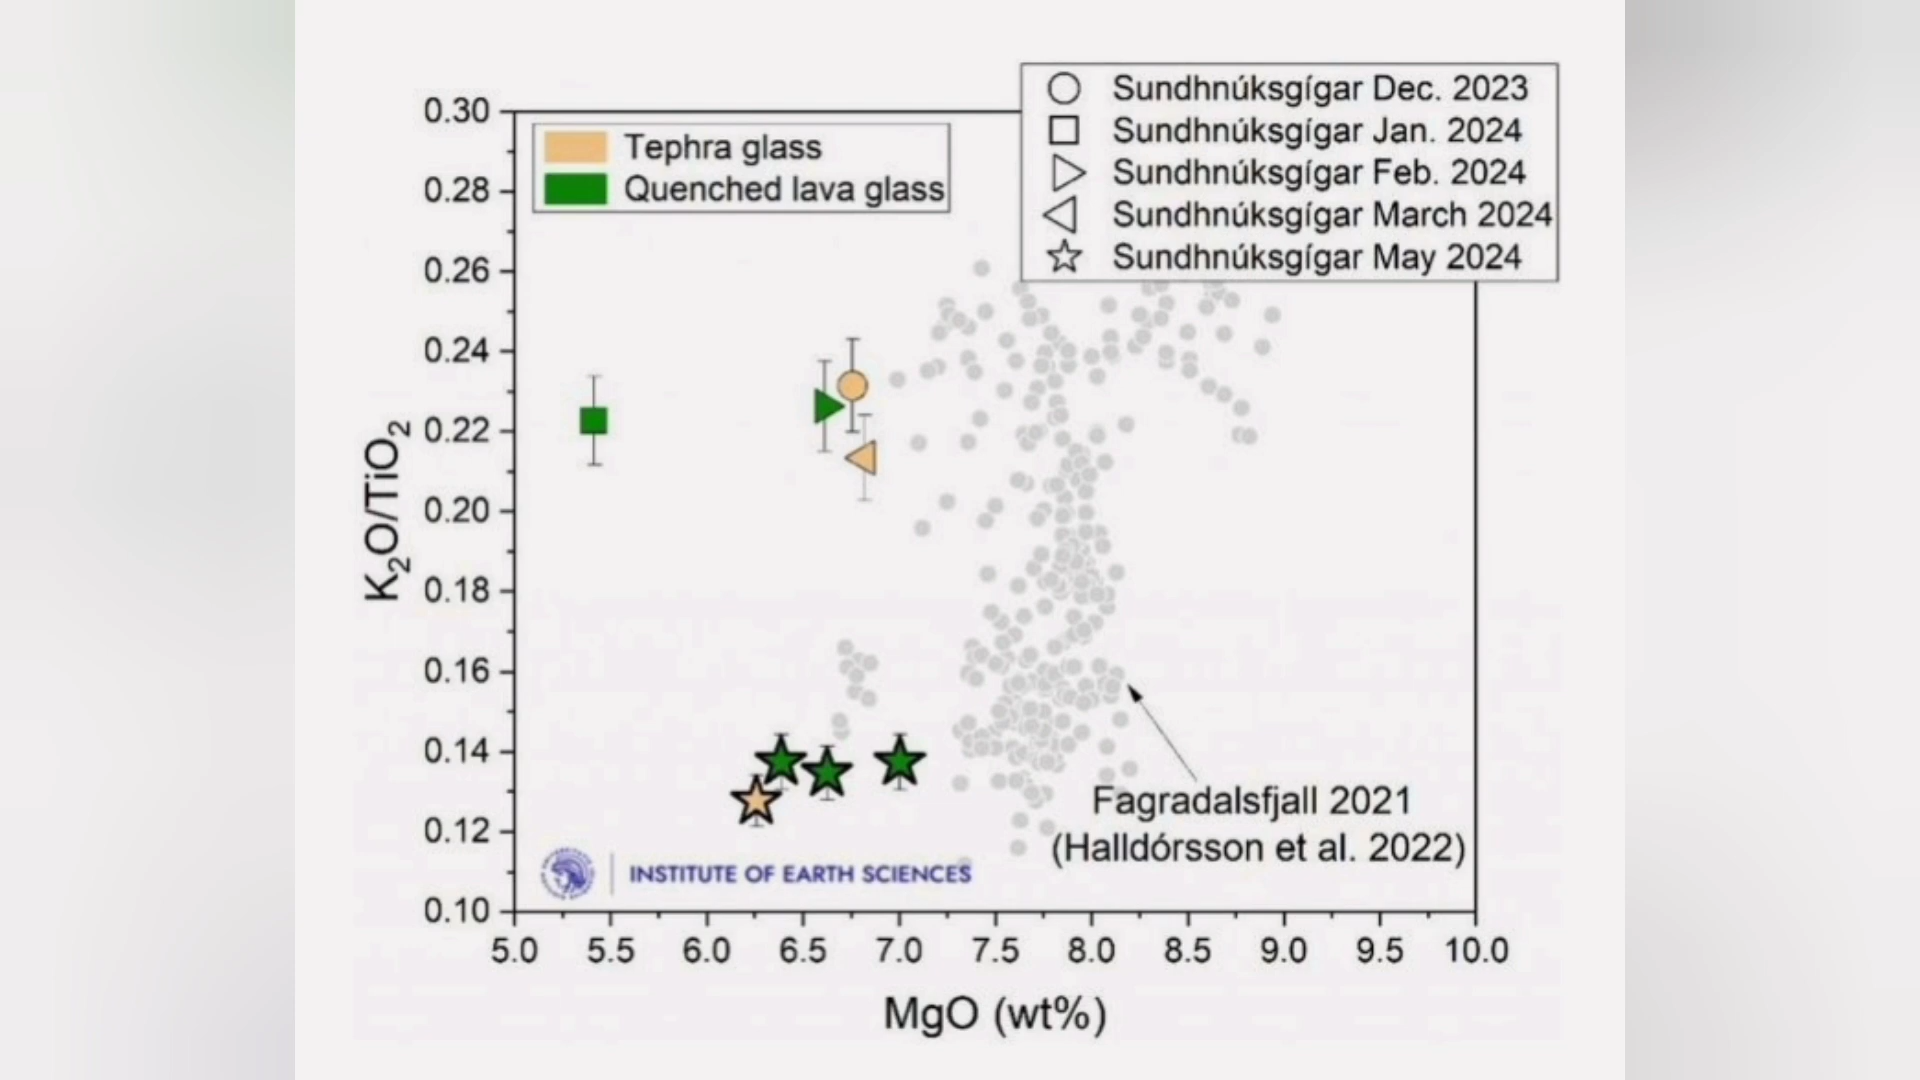 Sundhnúksgígar Dec. 2023
Sundhnúksgígar Jan. 2024
Sundhnúksgígar Feb. 2024
Sundhnúksgígar March 2024
Sundhnúksgígar May 2024
Tephra glass
Quenched lava glass
0.30
0.28
0.26
0.24
0.22
0.20
0.18
0.16
0.14
0.12
0.10
K₂O/TiO₂
Fagradalsfjall 2021
(Halldórsson et al. 2022)
INSTITUTE OF EARTH SCIENCES
5.0 5.5 6.0 6.5 7.0 7.5 8.0 8.5 9.0 9.5 10.0
MgO (wt%)